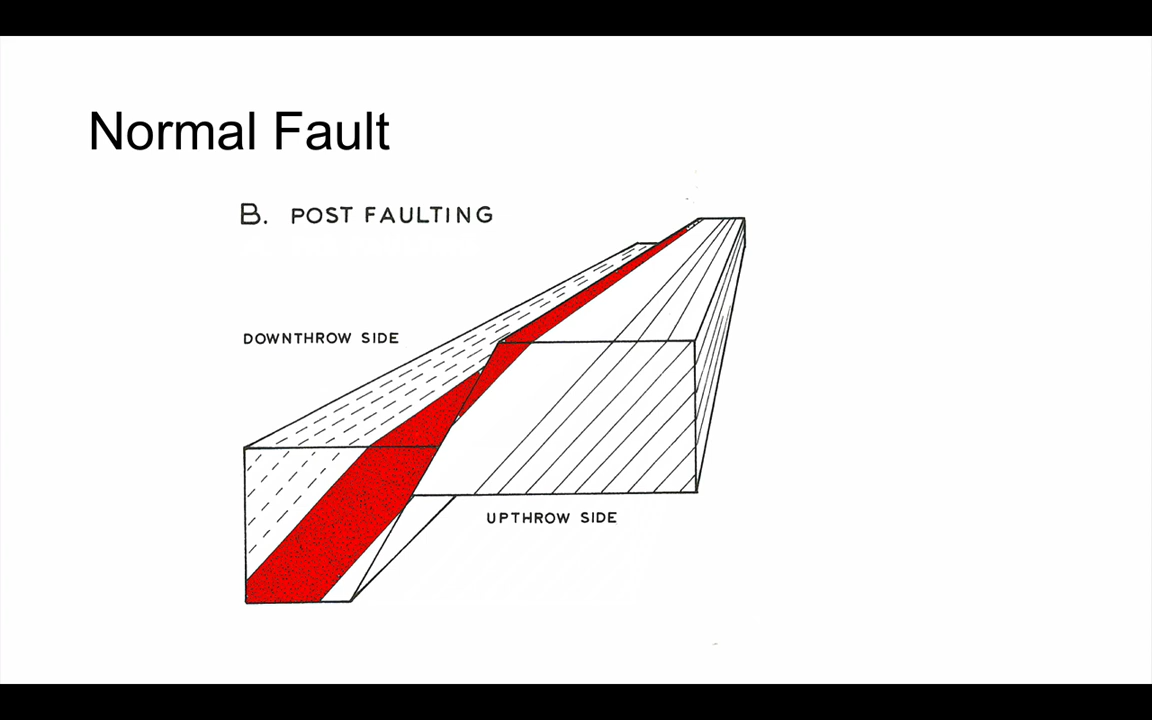 Normal Fault
B. POST FAULTING
DOWNTHROW SIDE
UPTHROW SIDE